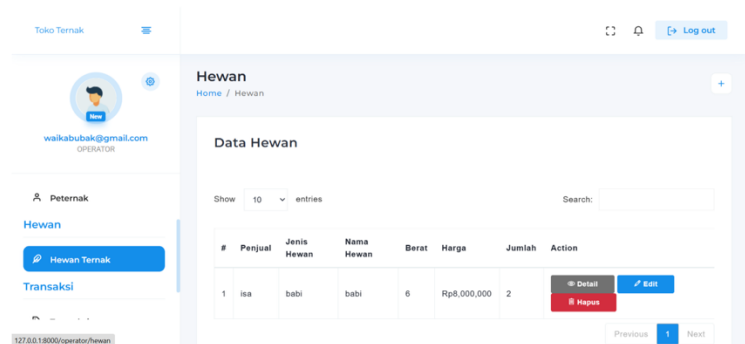 Toko Ternak
Log out
New
waikabubak@gmail.com
OPERATOR
Peternak
Hewan
Hewan Ternak
Transaksi
127.0.0.1:8000/operator/hewan
Hewan
Home / Hewan
+
Data Hewan
Show 10 entries
Search:
# Penjual Jenis Hewan Nama Hewan Berat Harga Jumlah Action
1 isa babi babi 6 Rp8,000,000 2 Detail Edit
Hapus
Previous 1 Next